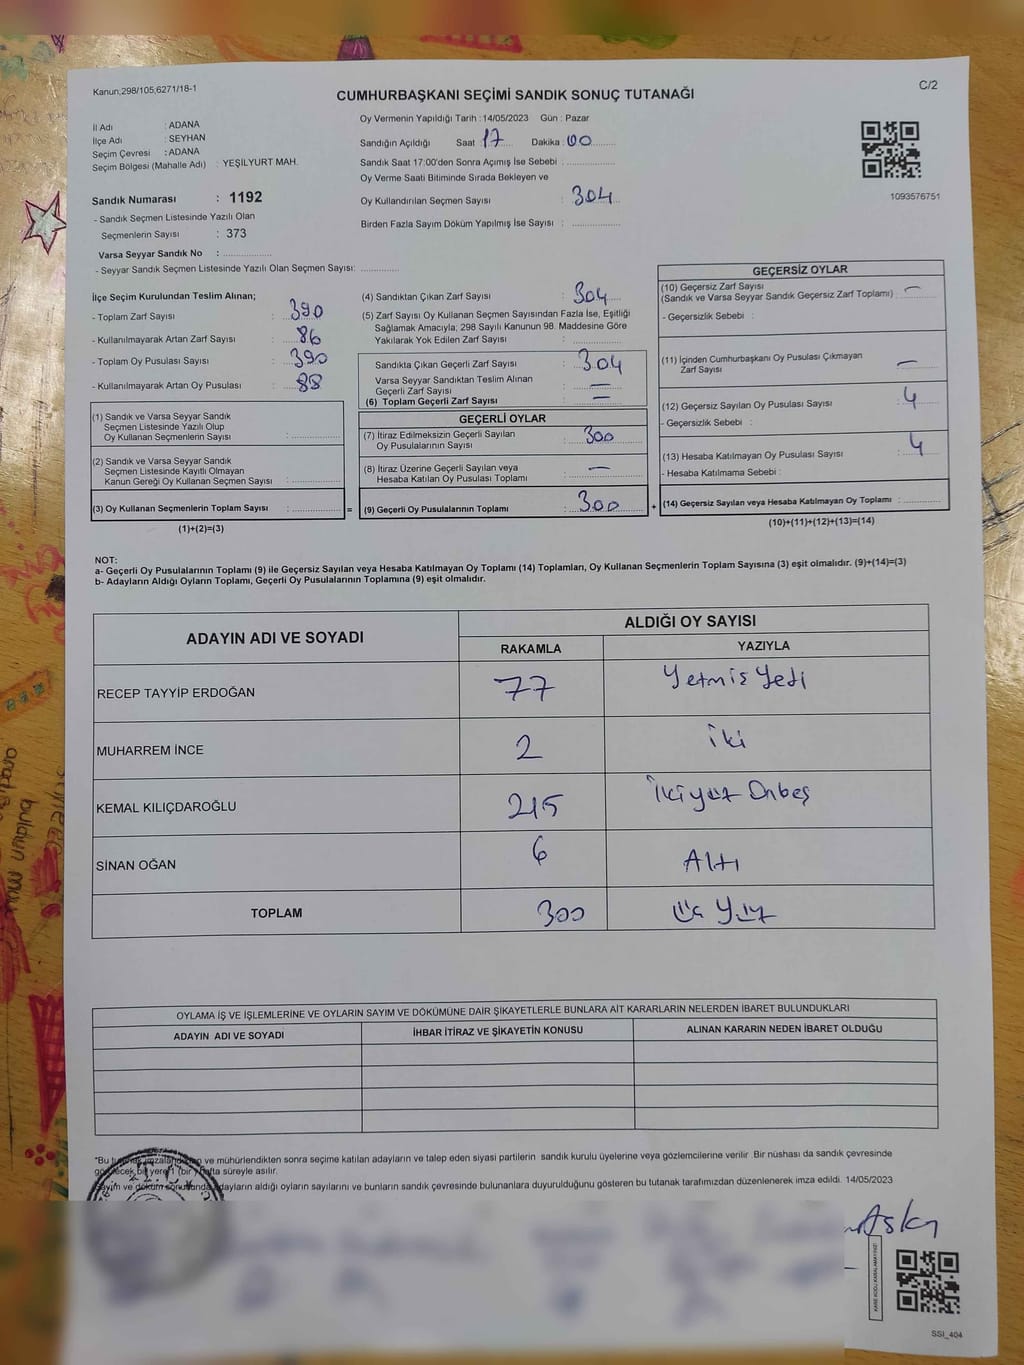 Kanun;298/105,6271/18-1
C/2
CUMHURBAŞKANI SEÇİMİ SANDIK SONUÇ TUTANAĞI
İl Adı : ADANA
İlçe Adı : SEYHAN
Seçim Çevresi : ADANA
Seçim Bölgesi (Mahalle Adı) : YEŞİLYURT MAH.
Sandık Numarası : 1192
- Sandık Seçmen Listesinde Yazılı Olan
Seçmenlerin Sayısı : 373
Varsa Seyyar Sandık No :
- Seyyar Sandık Seçmen Listesinde Yazılı Olan Seçmen Sayısı:
Oy Vermenin Yapıldığı Tarih : 14/05/2023 Gün : Pazar
Sandığın Açıldığı Saat : 17 Dakika : 00
Sandık Saat 17:00'den Sonra Açımış İse Sebebi :
Oy Verme Saati Bitiminde Sırada Bekleyen ve
Oy Kullandırılan Seçmen Sayısı : 304
Birden Fazla Sayım Döküm Yapılmış İse Sayısı :
1093576751
İlçe Seçim Kurulundan Teslim Alınan;
- Toplam Zarf Sayısı : 390
- Kullanılmayarak Artan Zarf Sayısı : 86
- Toplam Oy Pusulası Sayısı : 390
- Kullanılmayarak Artan Oy Pusulası : 88
(1) Sandık ve Varsa Seyyar Sandık
Seçmen Listesinde Yazılı Olup
Oy Kullanan Seçmenlerin Sayısı :
(2) Sandık ve Varsa Seyyar Sandık
Seçmen Listesinde Kayıtlı Olmayan
Kanun Gereği Oy Kullanan Seçmen Sayısı :
(3) Oy Kullanan Seçmenlerin Toplam Sayısı : =
(1)+(2)=(3)
(4) Sandıktan Çıkan Zarf Sayısı : 304
(5) Zarf Sayısı Oy Kullanan Seçmen Sayısından Fazla İse, Eşitliği
Sağlamak Amacıyla; 298 Sayılı Kanunun 98. Maddesine Göre
Yakılarak Yok Edilen Zarf Sayısı :
Sandıkta Çıkan Geçerli Zarf Sayısı : 304
Varsa Seyyar Sandıktan Teslim Alınan
Geçerli Zarf Sayısı : —
(6) Toplam Geçerli Zarf Sayısı : —
GEÇERLİ OYLAR
(7) İtiraz Edilmeksizin Geçerli Sayılan
Oy Pusulalarının Sayısı : 300
(8) İtiraz Üzerine Geçerli Sayılan veya
Hesaba Katılan Oy Pusulası Toplamı : —
(9) Geçerli Oy Pusulalarının Toplamı : 300 +
GEÇERSİZ OYLAR
(10) Geçersiz Zarf Sayısı
(Sandık ve Varsa Seyyar Sandık Geçersiz Zarf Toplamı) : —
- Geçersizlik Sebebi :
(11) İçinden Cumhurbaşkanı Oy Pusulası Çıkmayan
Zarf Sayısı : —
(12) Geçersiz Sayılan Oy Pusulası Sayısı : 4
- Geçersizlik Sebebi :
(13) Hesaba Katılmayan Oy Pusulası Sayısı : 4
- Hesaba Katılmama Sebebi :
(14) Geçersiz Sayılan veya Hesaba Katılmayan Oy Toplamı :
(10)+(11)+(12)+(13)=(14)
NOT:
a- Geçerli Oy Pusulalarının Toplamı (9) ile Geçersiz Sayılan veya Hesaba Katılmayan Oy Toplamı (14) Toplamları, Oy Kullanan Seçmenlerin Toplam Sayısına (3) eşit olmalıdır. (9)+(14)=(3)
b- Adayların Aldığı Oyların Toplamı, Geçerli Oy Pusulalarının Toplamına (9) eşit olmalıdır.
ADAYIN ADI VE SOYADI ALDIĞI OY SAYISI
RAKAMLA YAZIYLA
RECEP TAYYİP ERDOĞAN 77 Yetmiş Yedi
MUHARREM İNCE 2 İki
KEMAL KILIÇDAROĞLU 215 İkiyüz Onbeş
SİNAN OĞAN 6 Altı
TOPLAM 300 Üç Yüz
OYLAMA İŞ VE İŞLEMLERİNE VE OYLARIN SAYIM VE DÖKÜMÜNE DAİR ŞİKAYETLERLE BUNLARA AİT KARARLARIN NELERDEN İBARET BULUNDUKLARI
ADAYIN ADI VE SOYADI İHBAR İTİRAZ VE ŞİKAYETİN KONUSU ALINAN KARARIN NEDEN İBARET OLDUĞU
"Bu ve mühürlendikten sonra seçime katılan adayların ve talep eden siyasi partilerin sandık kurulu üyelerine veya gözlemcilerine verilir Bir nüshası da sandık çevresinde
bir yere 1 (bir) hafta süreyle asılır.
Sayım ve döküm adayların aldığı oyların sayılarını ve bunların sandık çevresinde bulunanlara duyurulduğunu gösteren bu tutanak tarafımızdan düzenlenerek imza edildi. 14/05/2023
T.C.
SSI_404